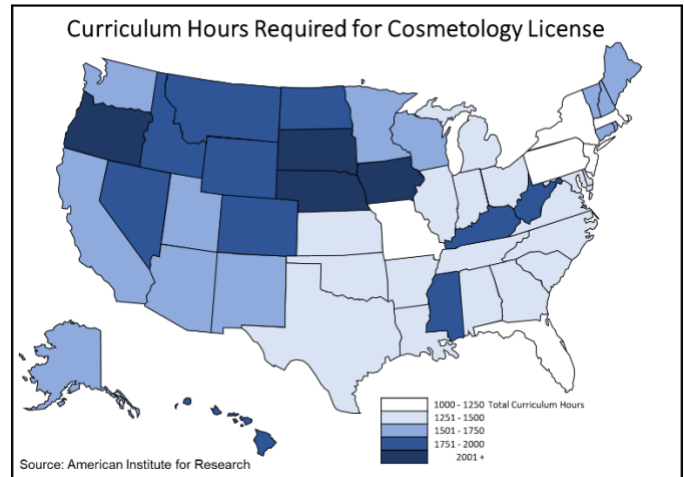 Curriculum Hours Required for Cosmetology License
1000 - 1250 Total Curriculum Hours
1251 - 1500
1501 - 1750
1751 - 2000
2001 +
Source: American Institute for Research